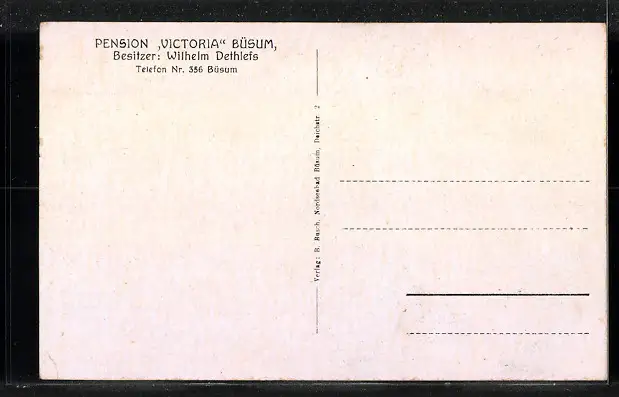 PENSION „VICTORIA“ BÜSUM,
Besitzer: Wilhelm Dethlefs
Telefon Nr. 356 Büsum
Verlag: B. Busch, Nordseebad Büsum, Deichstr. 2